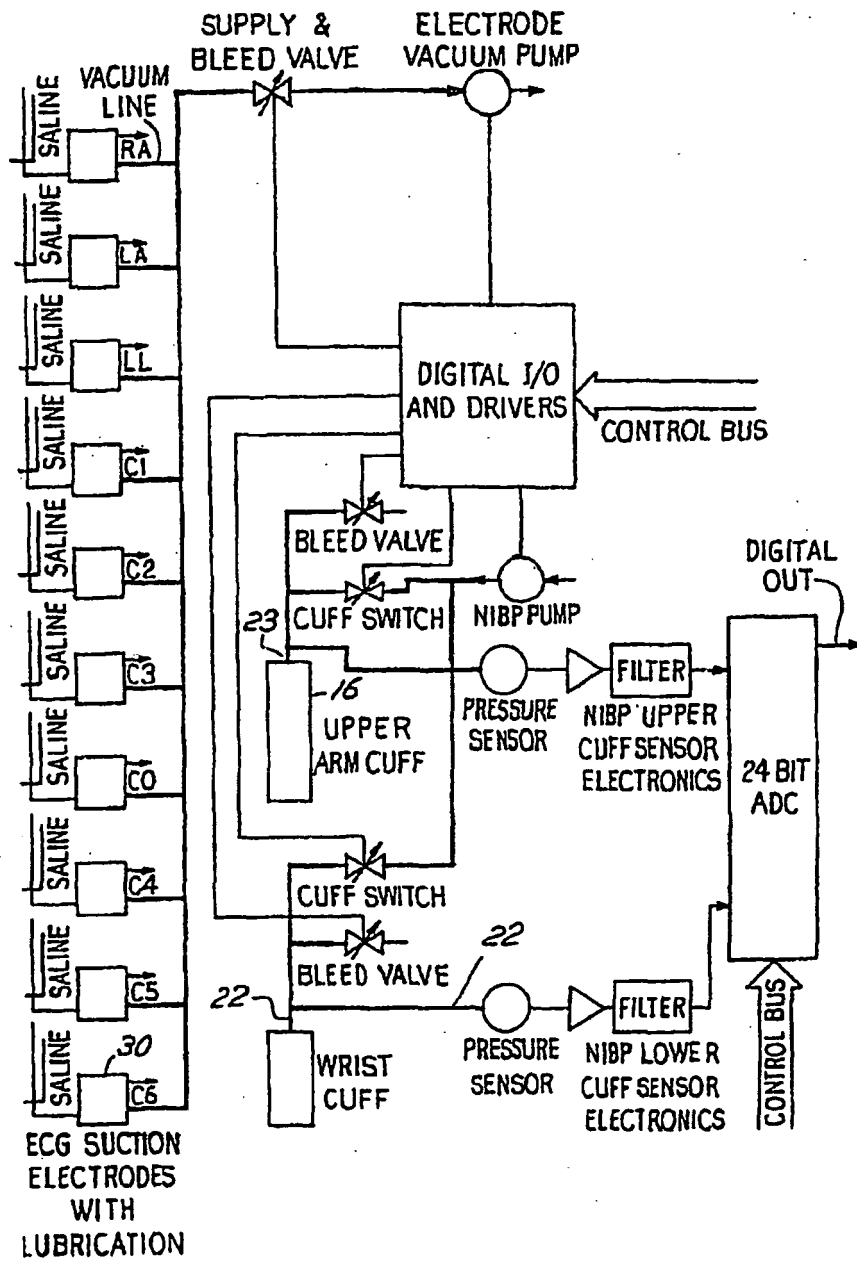 SUPPLY &
BLEED VALVE
ELECTRODE
VACUUM PUMP
VACUUM
LINE
SALINE
RA
SALINE
LA
SALINE
LL
SALINE
C1
SALINE
C2
SALINE
C3
SALINE
C0
SALINE
C4
SALINE
C5
SALINE
30
C6
ECG SUCTION
ELECTRODES
WITH
LUBRICATION
DIGITAL I/O
AND DRIVERS
CONTROL BUS
BLEED VALVE
CUFF SWITCH
NIBP PUMP
23
16
UPPER
ARM CUFF
PRESSURE
SENSOR
FILTER
NIBP UPPER
CUFF SENSOR
ELECTRONICS
DIGITAL
OUT
24 BIT
ADC
CUFF SWITCH
BLEED VALVE
22
22
WRIST
CUFF
PRESSURE
SENSOR
FILTER
NIBP LOWER
CUFF SENSOR
ELECTRONICS
CONTROL BUS